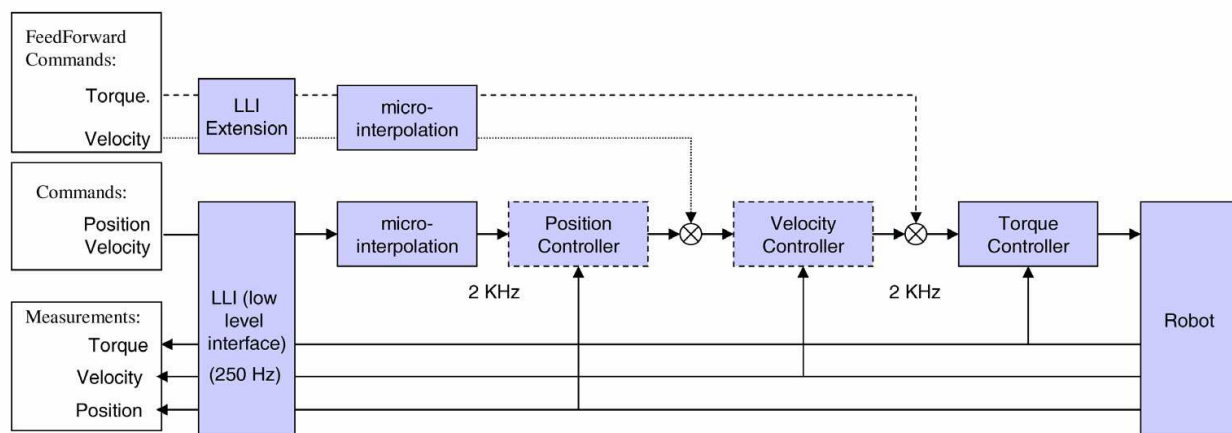 FeedForward
Commands:
Torque.
Velocity
LLI
Extension
micro-
interpolation
Commands:
Position
Velocity
micro-
interpolation
Position
Controller
Velocity
Controller
Torque
Controller
2 KHz
2 KHz
LLI (low
level
interface)
(250 Hz)
Robot
Measurements:
Torque
Velocity
Position